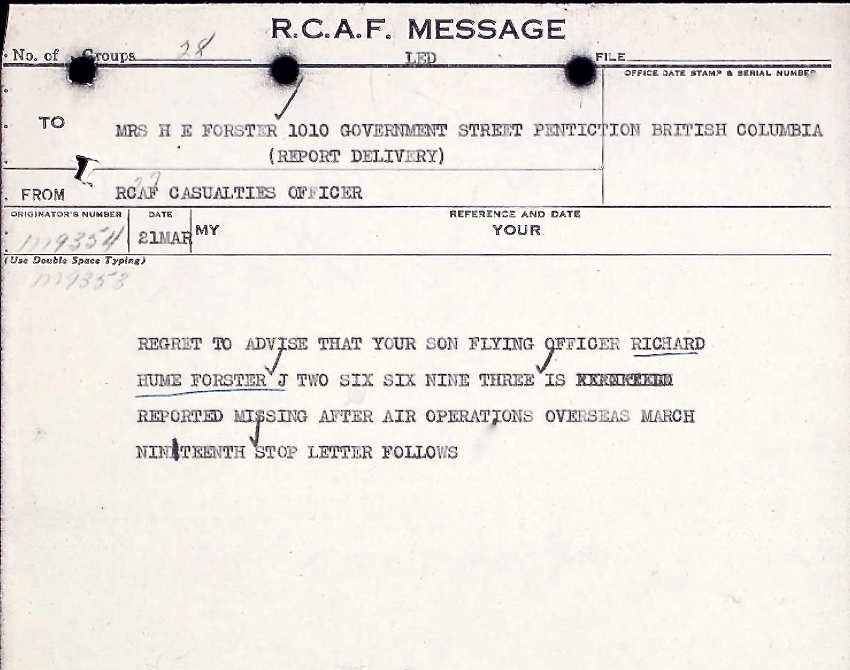 R.C.A.F. MESSAGE
No. of Groups 28 LED FILE
OFFICE DATE STAMP & SERIAL NUMBER
TO MRS H E FORSTER 1010 GOVERNMENT STREET PENTICTION BRITISH COLUMBIA
(REPORT DELIVERY)
FROM RCAF CASUALTIES OFFICER
ORIGINATOR'S NUMBER DATE REFERENCE AND DATE
M9354 21MAR MY YOUR
(Use Double Space Typing)
M9353
REGRET TO ADVISE THAT YOUR SON FLYING OFFICER RICHARD
HUME FORSTER J TWO SIX SIX NINE THREE IS
REPORTED MISSING AFTER AIR OPERATIONS OVERSEAS MARCH
NINETEENTH STOP LETTER FOLLOWS